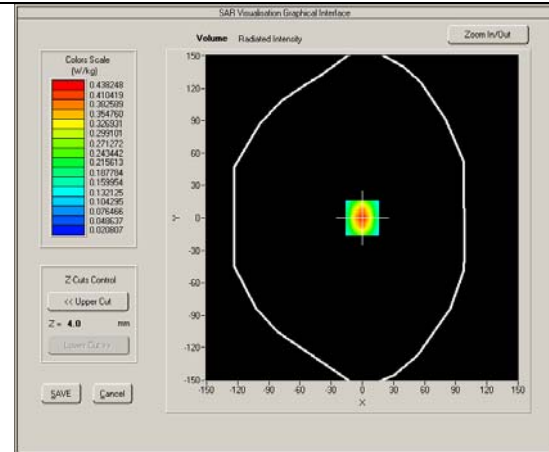 SAR Visualisation Graphical Interface
Volume Radiated Intensity
Zoom In/Out
Colors Scale
(W/kg)
0.438248
0.410419
0.382589
0.354760
0.326931
0.299101
0.271272
0.243442
0.215613
0.187784
0.159954
0.132125
0.104295
0.076466
0.048637
0.020807
Z Cuts Control
<< Upper Cut
Z = 4.0 mm
Lower Cut >>
SAVE Cancel
150
120
90
60
30
0
-30
-60
-90
-120
-150
Y
-150 -120 -90 -60 -30 0 30 60 90 120 150
X